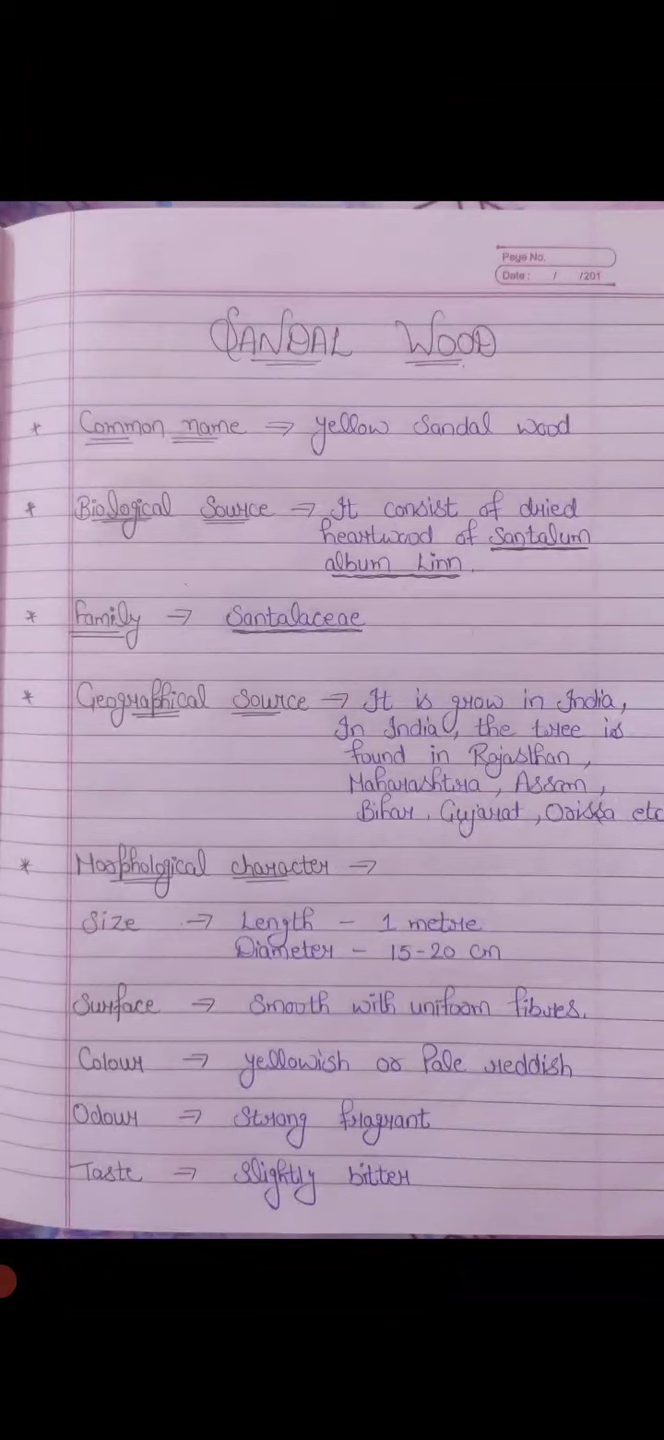 Page No.
Date : / /201
SANDAL WOOD
* Common name ⇒ yellow Sandal wood
* Biological Source → It consist of dried
heartwood of Santalum
album Linn.
* Family → Santalaceae
* Geographical Source → It is grow in India,
In India, the tree is
found in Rajasthan,
Maharashtra, Assam,
Bihar, Gujarat, Orissa etc
* Morphological character →
Size → Length - 1 metre
Diameter - 15-20 cm
Surface ⇒ Smooth with uniform fibres.
Colour ⇒ yellowish or Pale reddish
Odour ⇒ Strong fragrant
Taste ⇒ Slightly bitter